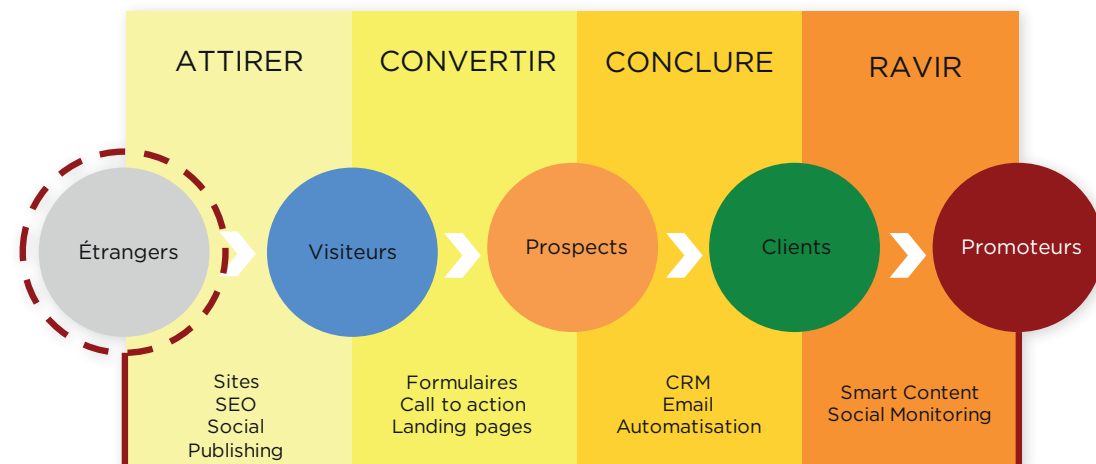 ATTIRER
CONVERTIR
CONCLURE
RAVIR
Étrangers
Visiteurs
Prospects
Clients
Promoteurs
Sites
SEO
Social
Publishing
Formulaires
Call to action
Landing pages
CRM
Email
Automatisation
Smart Content
Social Monitoring